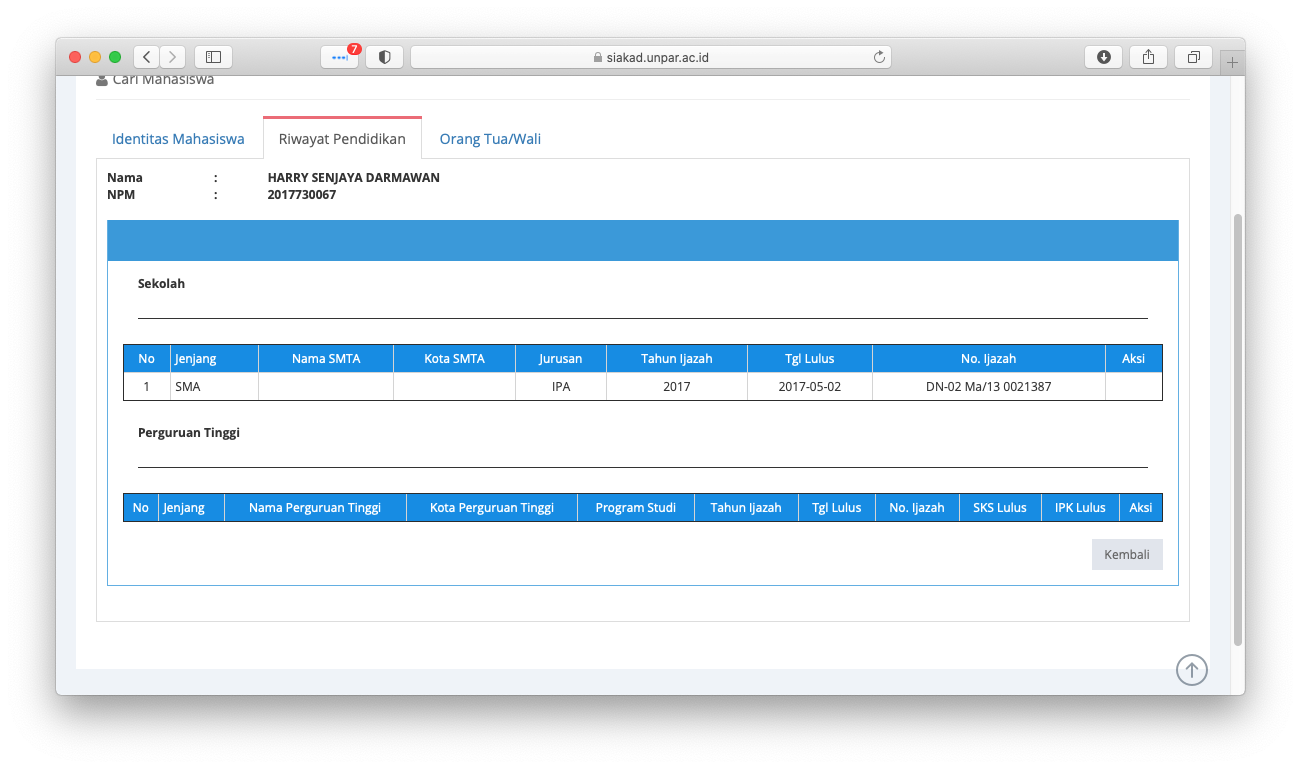 7
siakad.unpar.ac.id
Cari Mahasiswa
Identitas Mahasiswa Riwayat Pendidikan Orang Tua/Wali
Nama : HARRY SENJAYA DARMAWAN
NPM : 2017730067
Sekolah
No Jenjang Nama SMTA Kota SMTA Jurusan Tahun Ijazah Tgl Lulus No. Ijazah Aksi
1 SMA IPA 2017 2017-05-02 DN-02 Ma/13 0021387
Perguruan Tinggi
No Jenjang Nama Perguruan Tinggi Kota Perguruan Tinggi Program Studi Tahun Ijazah Tgl Lulus No. Ijazah SKS Lulus IPK Lulus Aksi
Kembali